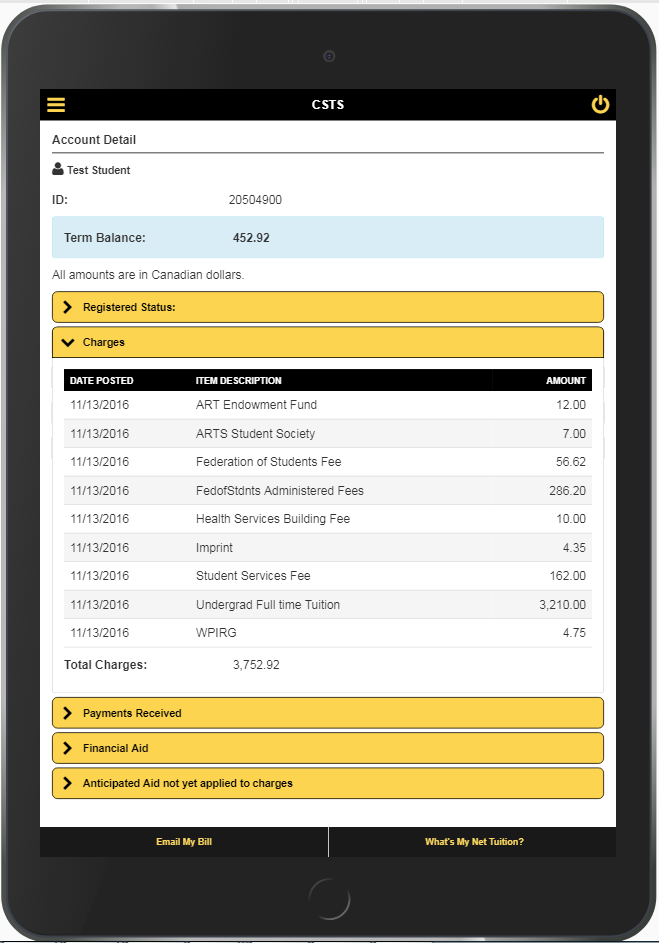 CSTS
Account Detail
Test Student
ID: 20504900
Term Balance: 452.92
All amounts are in Canadian dollars.
Registered Status:
Charges
DATE POSTED ITEM DESCRIPTION AMOUNT
11/13/2016 ART Endowment Fund 12.00
11/13/2016 ARTS Student Society 7.00
11/13/2016 Federation of Students Fee 56.62
11/13/2016 FedofStdnts Administered Fees 286.20
11/13/2016 Health Services Building Fee 10.00
11/13/2016 Imprint 4.35
11/13/2016 Student Services Fee 162.00
11/13/2016 Undergrad Full time Tuition 3,210.00
11/13/2016 WPIRG 4.75
Total Charges: 3,752.92
Payments Received
Financial Aid
Anticipated Aid not yet applied to charges
Email My Bill What's My Net Tuition?